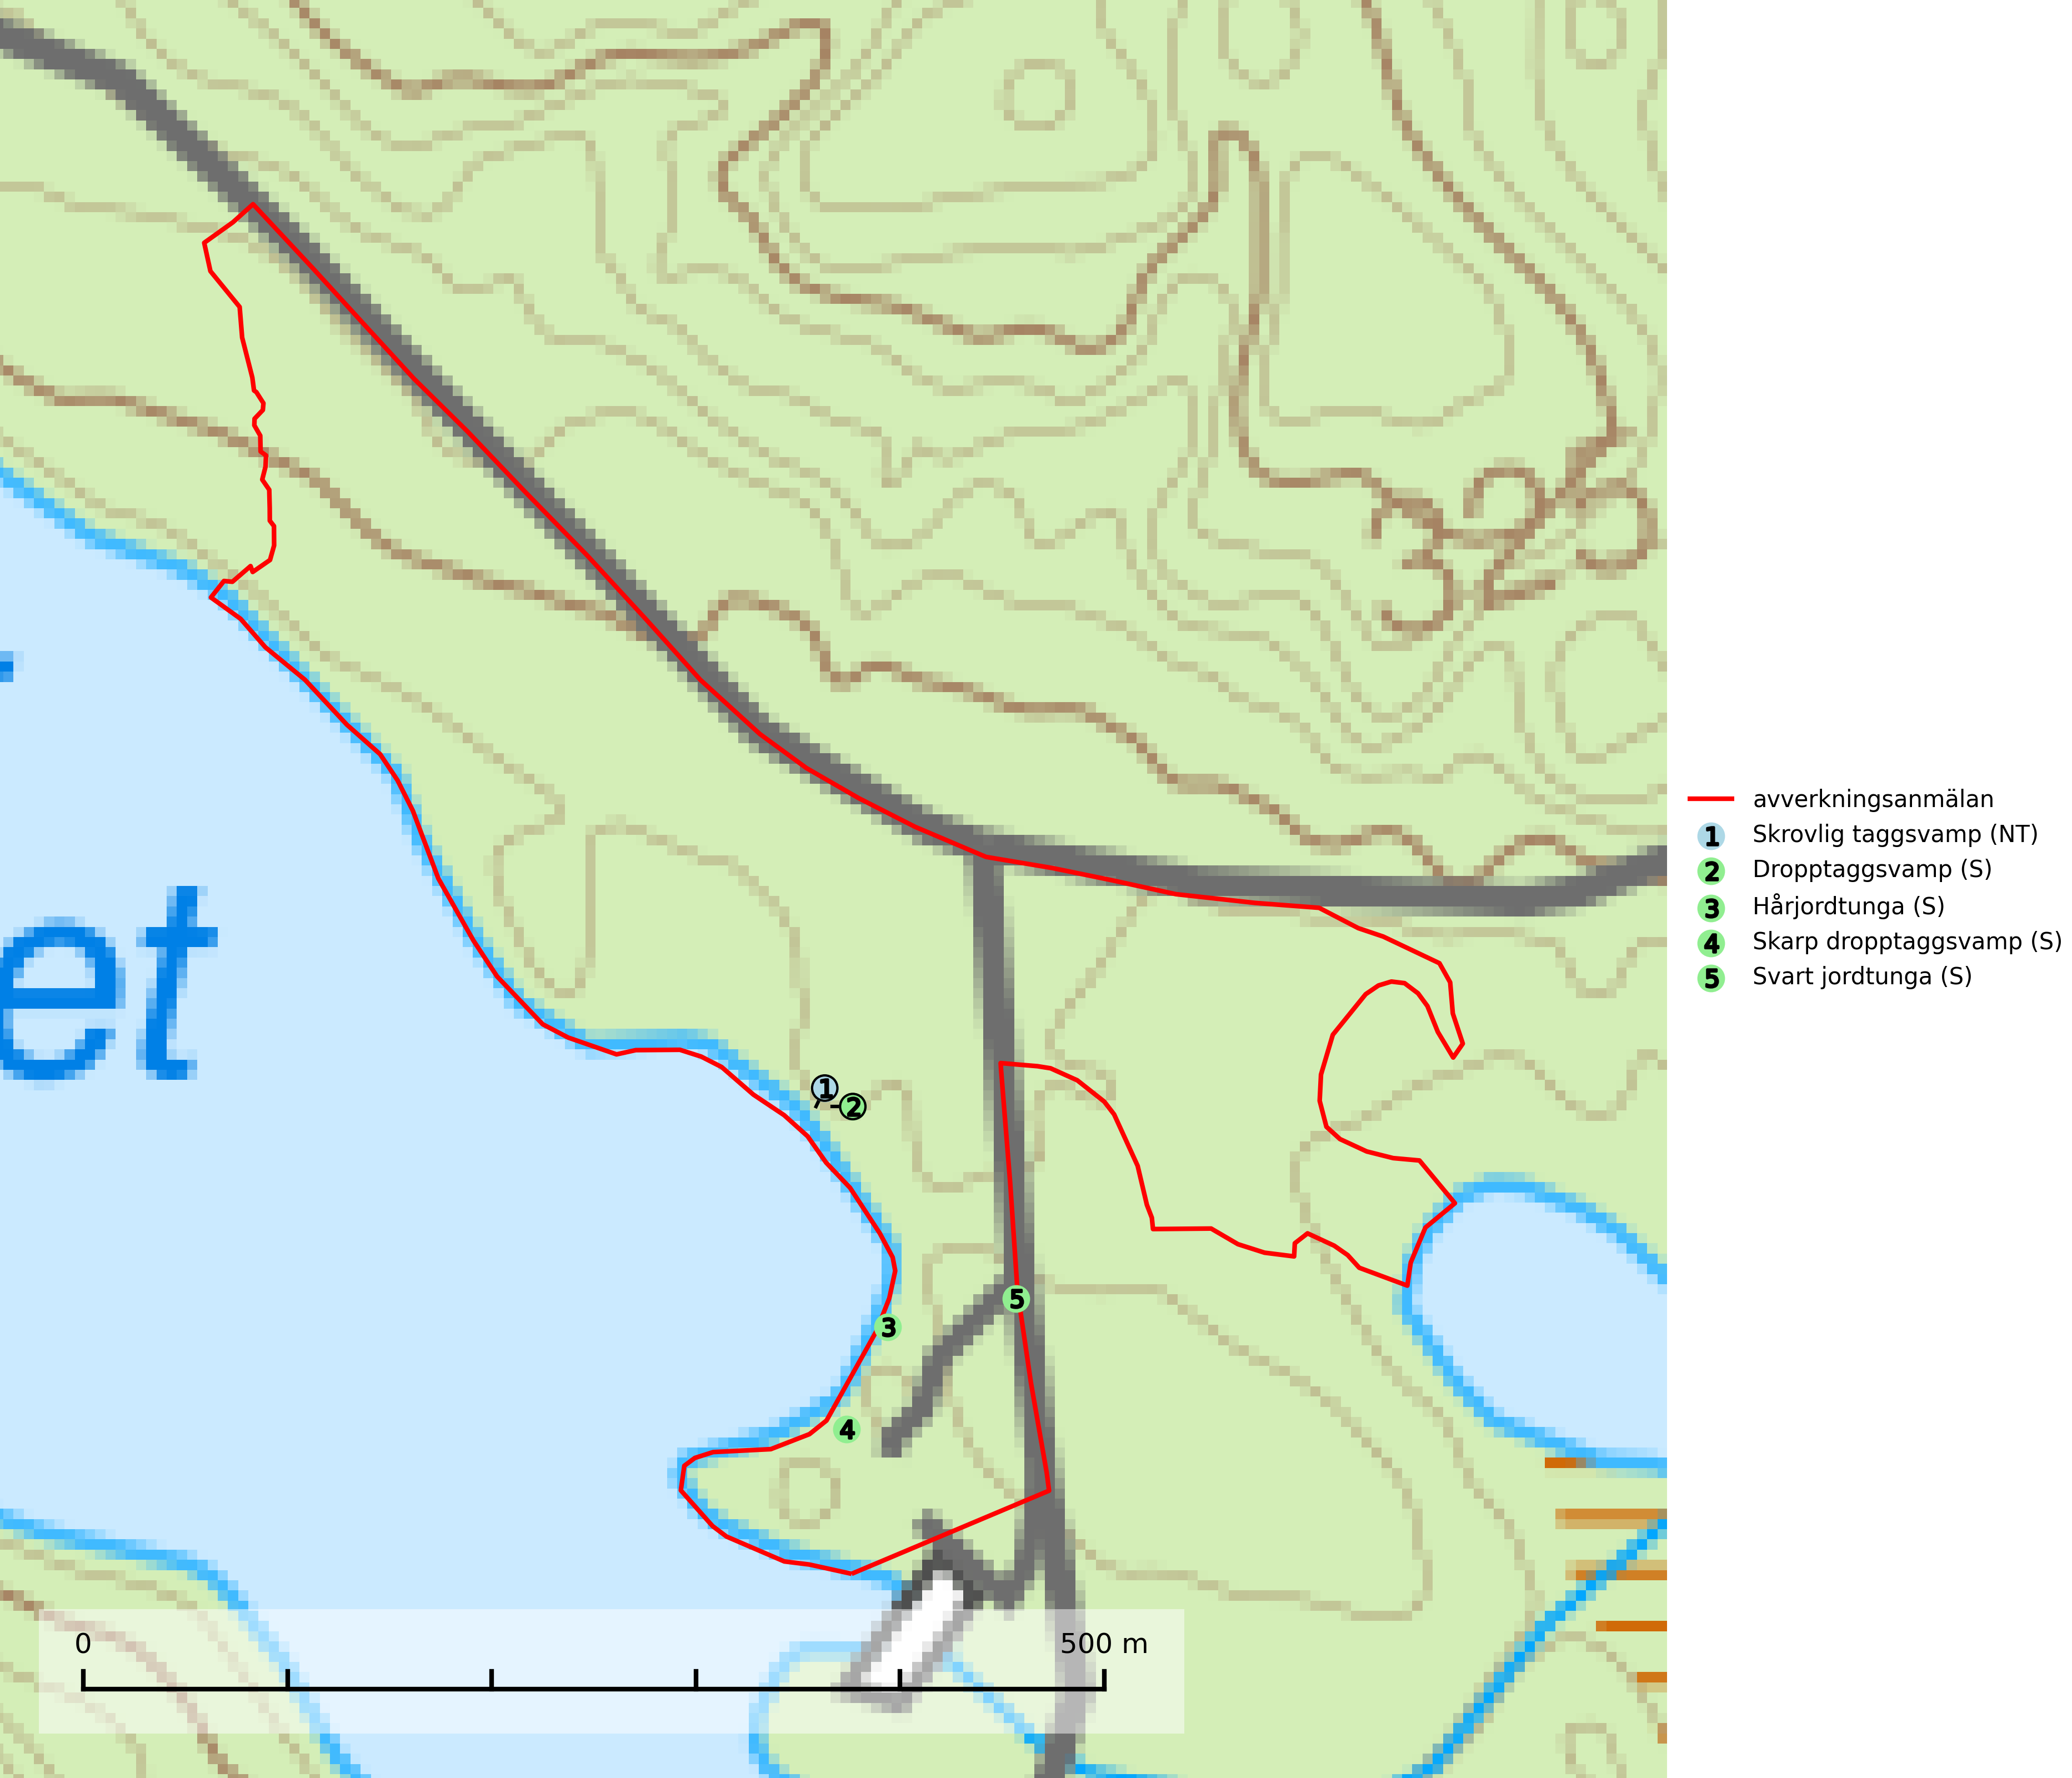 325
et
avverkningsanmälan
1 Skrovlig taggsvamp (NT)
2 Dropptaggsvamp (S)
3 Hårjordtunga (S)
4 Skarp dropptaggsvamp (S)
5 Svart jordtunga (S)
1
2
5
3
4
0 500 m